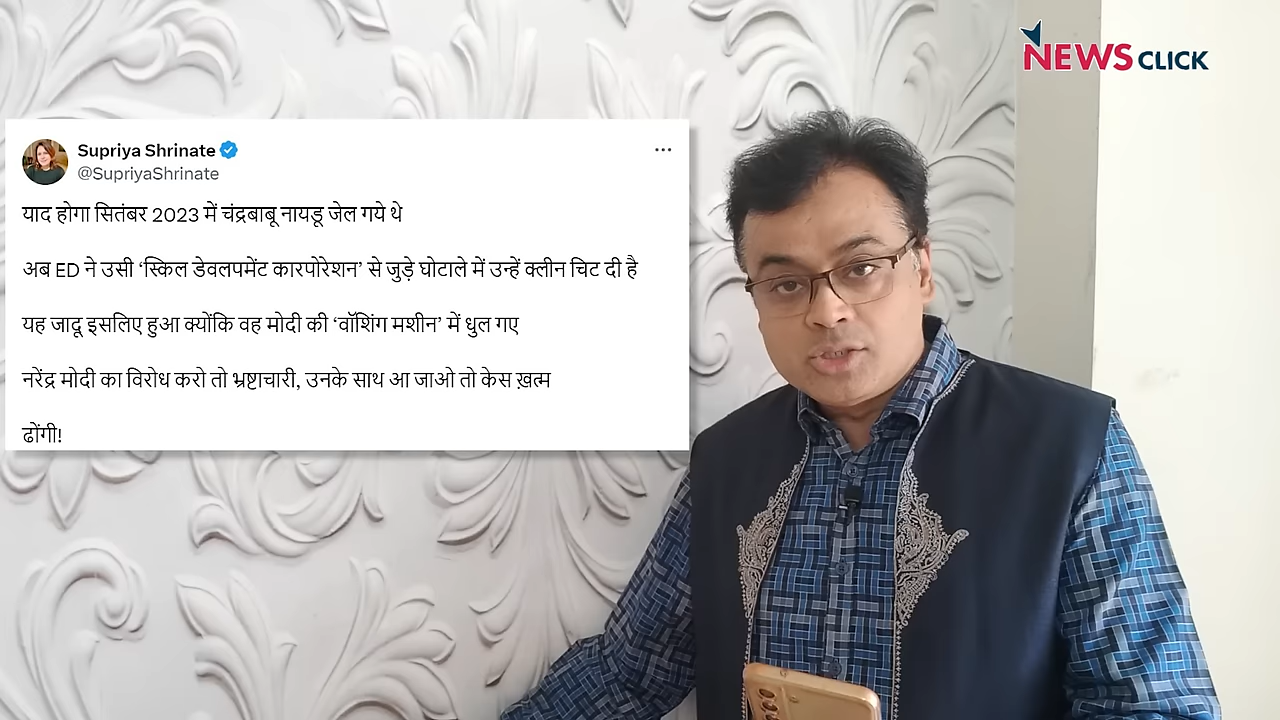 NEWS CLICK
Supriya Shrinate
@SupriyaShrinate
याद होगा सितंबर 2023 में चंद्रबाबू नायडू जेल गये थे
अब ED ने उसी ‘स्किल डेवलपमेंट कारपोरेशन’ से जुड़े घोटाले में उन्हें क्लीन चिट दी है
यह जादू इसलिए हुआ क्योंकि वह मोदी की ‘वॉशिंग मशीन’ में धुल गए
नरेंद्र मोदी का विरोध करो तो भ्रष्टाचारी, उनके साथ आ जाओ तो केस ख़त्म
ढोंगी!